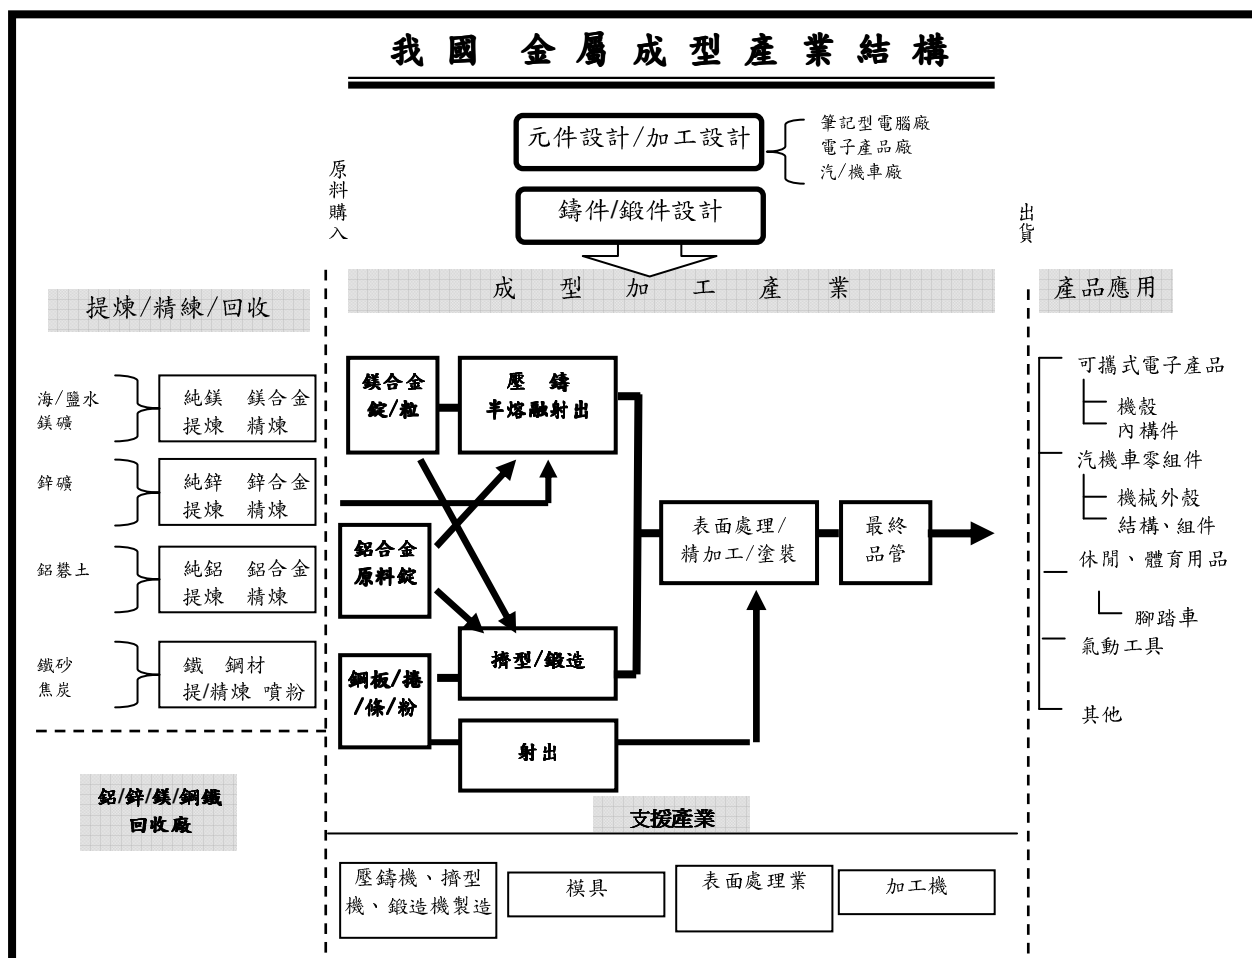 我國 金屬成型產業結構
元件設計/加工設計
筆記型電腦廠
電子產品廠
汽/機車廠
原料購入
鑄件/鍛件設計
出貨
提煉/精練/回收
成型加工產業
產品應用
海/鹽水
鎂礦
純鎂 鎂合金
提煉 精煉
鋅礦
純鋅 鋅合金
提煉 精煉
鋁礬土
純鋁 鋁合金
提煉 精煉
鐵砂
焦炭
鐵 鋼材
提/精煉 噴粉
鋁/鋅/鎂/鋼鐵
回收廠
鎂合金
錠/粒
壓鑄
半熔融射出
鋁合金
原料錠
擠型/鍛造
鋼板/捲
/條/粉
射出
表面處理/
精加工/塗裝
最終
品管
可攜式電子產品
機殼
內構件
汽機車零組件
機械外殼
結構、組件
休閒、體育用品
腳踏車
氣動工具
其他
支援產業
壓鑄機、擠型
機、鍛造機製造
模具
表面處理業
加工機